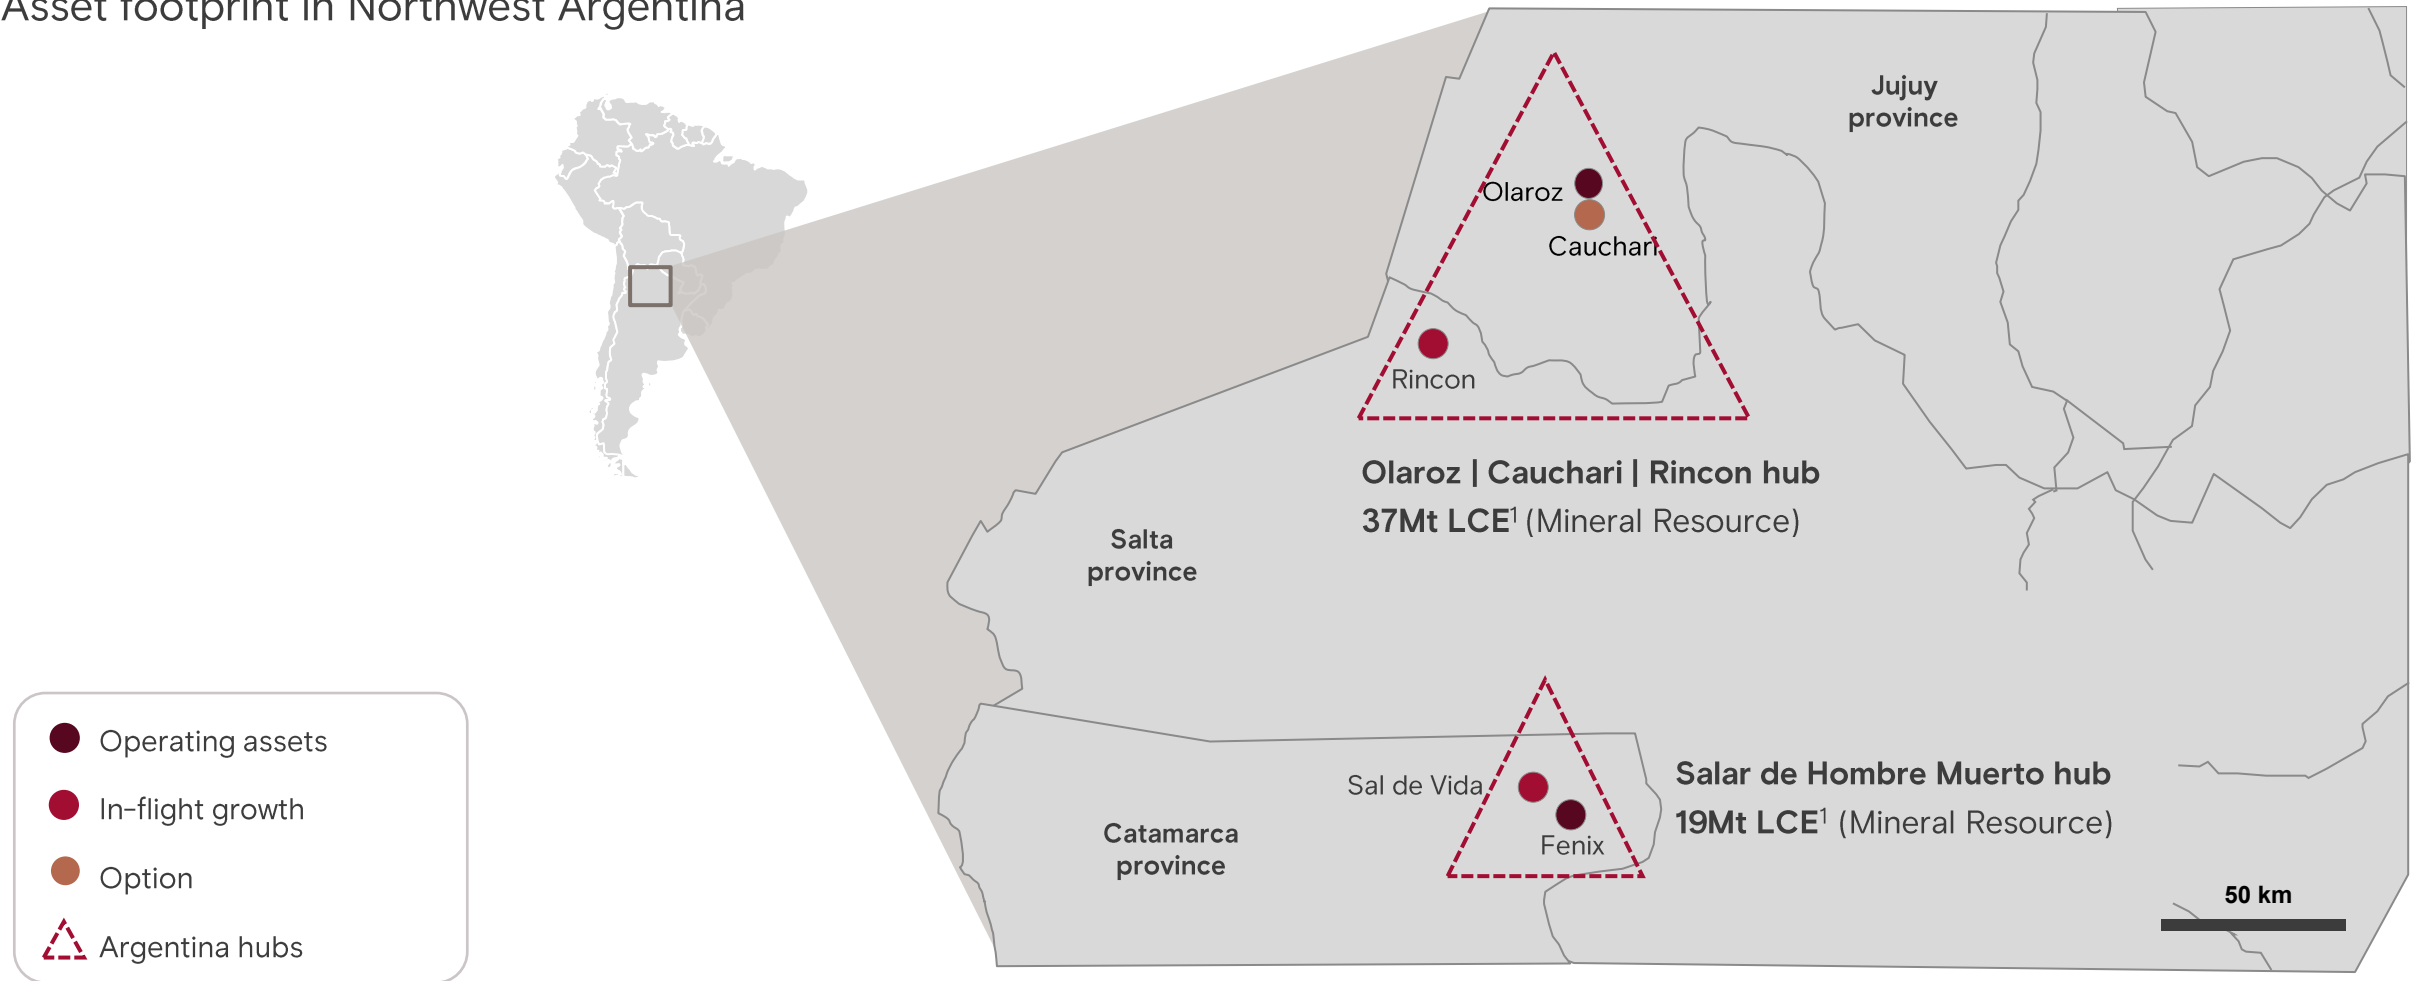 Asset footprint in Northwest Argentina
Jujuy
province
Olaroz
Cauchari
Rincon
Olaroz | Cauchari | Rincon hub
37Mt LCE¹ (Mineral Resource)
Salta
province
Sal de Vida
Fenix
Salar de Hombre Muerto hub
19Mt LCE¹ (Mineral Resource)
Catamarca
province
50 km
Operating assets
In-flight growth
Option
Argentina hubs